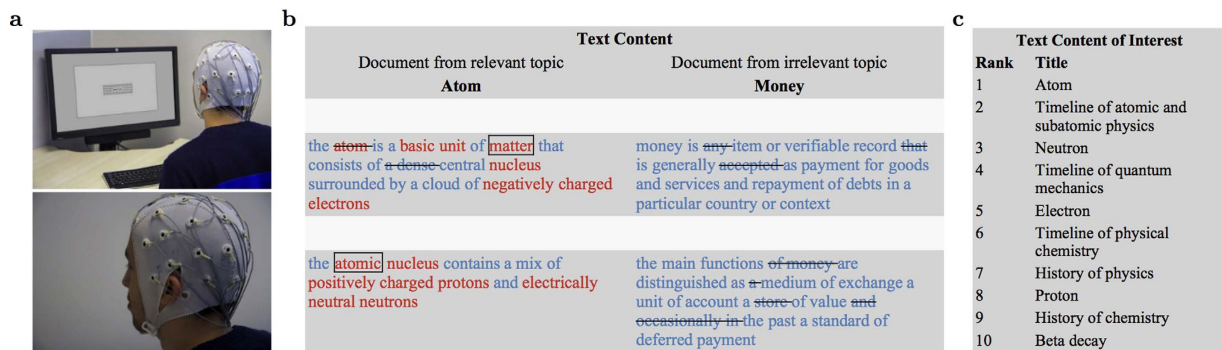 a
b
c
Text Content
Document from relevant topic
Document from irrelevant topic
Atom
Money
the atom is a basic unit of matter that
consists of a dense central nucleus
surrounded by a cloud of negatively charged
electrons
money is any item or verifiable record that
is generally accepted as payment for goods
and services and repayment of debts in a
particular country or context
the atomic nucleus contains a mix of
positively charged protons and electrically
neutral neutrons
the main functions of money are
distinguished as a medium of exchange a
unit of account a store of value and
occasionally in the past a standard of
deferred payment
Text Content of Interest
Rank Title
1 Atom
2 Timeline of atomic and
subatomic physics
3 Neutron
4 Timeline of quantum
mechanics
5 Electron
6 Timeline of physical
chemistry
7 History of physics
8 Proton
9 History of chemistry
10 Beta decay